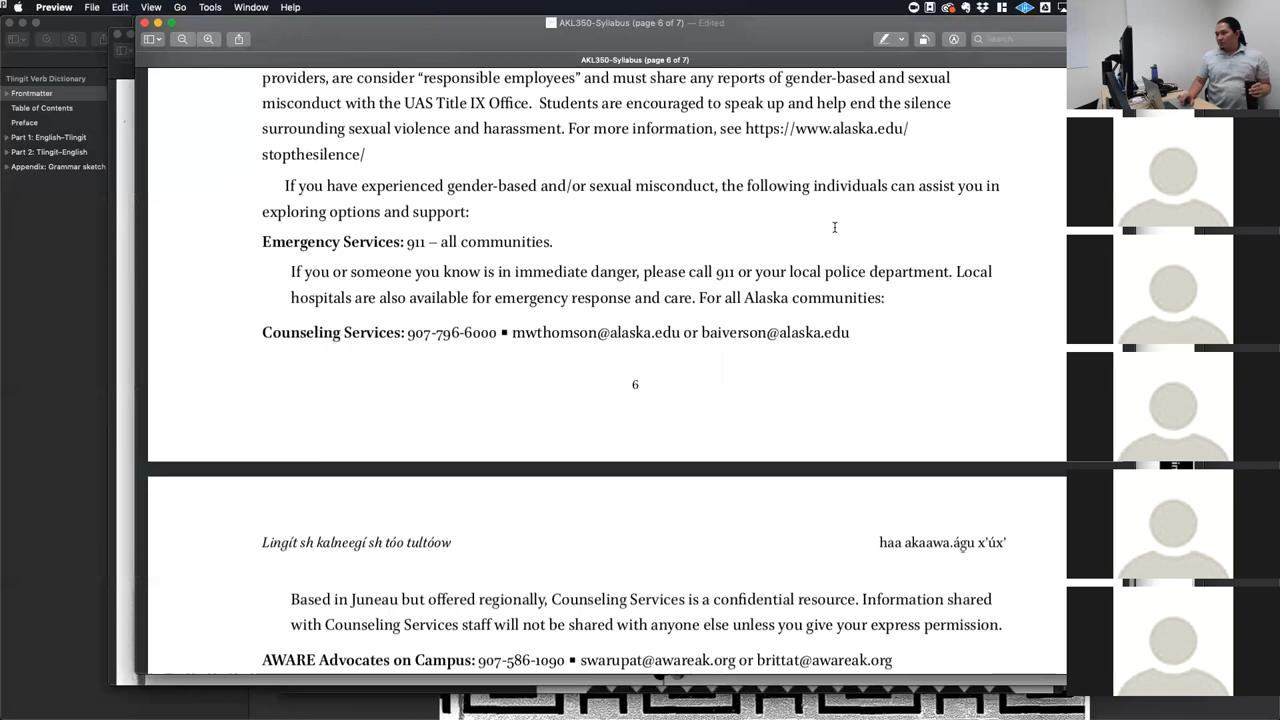 Preview File Edit View Go Tools Window Help
AKL350-Syllabus (page 6 of 7) — Edited
Search
AKL350-Syllabus (page 6 of 7)
Tlingit Verb Dictionary
Frontmatter
Table of Contents
Preface
Part 1: English–Tlingit
Part 2: Tlingit–English
Appendix: Grammar sketch
providers, are consider “responsible employees” and must share any reports of gender-based and sexual
misconduct with the UAS Title IX Office. Students are encouraged to speak up and help end the silence
surrounding sexual violence and harassment. For more information, see https://www.alaska.edu/
stopthesilence/
If you have experienced gender-based and/or sexual misconduct, the following individuals can assist you in
exploring options and support:
Emergency Services: 911 – all communities.
If you or someone you know is in immediate danger, please call 911 or your local police department. Local
hospitals are also available for emergency response and care. For all Alaska communities:
Counseling Services: 907-796-6000 ▪ mwthomson@alaska.edu or baiverson@alaska.edu
6
Lingít sh kalneegí sh tóo tultóow
haa akaawa.águ x’úx’
Based in Juneau but offered regionally, Counseling Services is a confidential resource. Information shared
with Counseling Services staff will not be shared with anyone else unless you give your express permission.
AWARE Advocates on Campus: 907-586-1090 ▪ swarupat@awareak.org or brittat@awareak.org